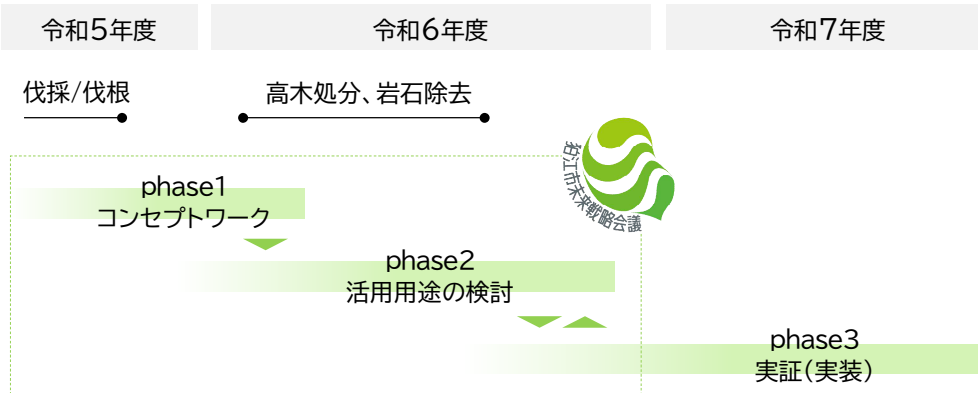 令和5年度
令和6年度
令和7年度
伐採/伐根
高木処分、岩石除去
狛江市未来戦略会議
phase1
コンセプトワーク
phase2
活用用途の検討
phase3
実証(実装)